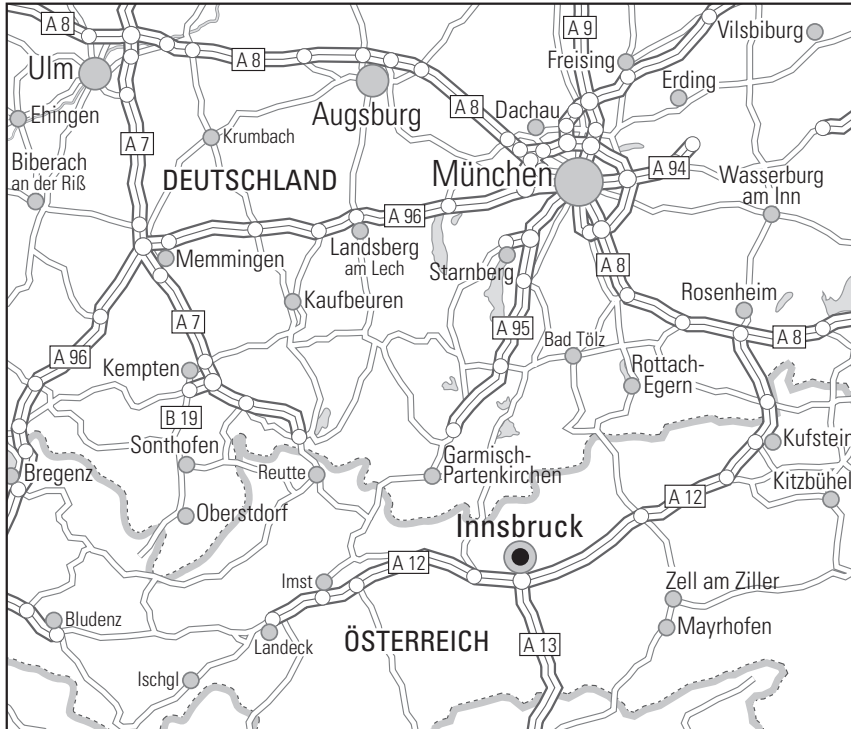 A 8
A 9
Vilsbiburg
A 8
Freising
Ulm
Erding
Augsburg
A 8
Dachau
Ehingen
A 7
Krumbach
Biberach
an der Riß
DEUTSCHLAND
München
A 94
Wasserburg
am Inn
A 96
Landsberg
am Lech
Memmingen
Starnberg
A 8
Kaufbeuren
Rosenheim
A 7
A 95
A 8
A 96
Bad Tölz
Kempten
Rottach-
Egern
B 19
Sonthofen
Kufstein
Reutte
Garmisch-
Partenkirchen
Bregenz
Kitzbühel
A 12
Oberstdorf
Innsbruck
A 12
Imst
Zell am Ziller
Bludenz
Mayrhofen
Landeck
ÖSTERREICH
A 13
Ischgl